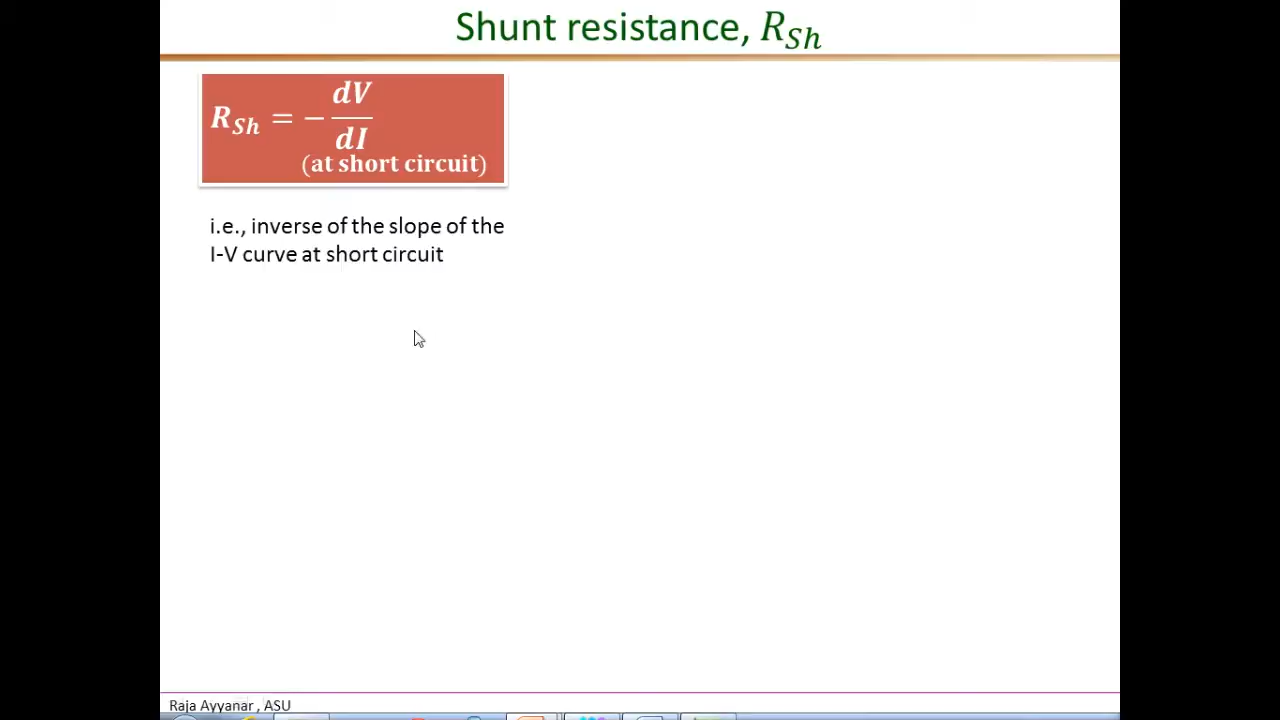 Shunt resistance, R_Sh
R_Sh = − dV/dI
(at short circuit)
i.e., inverse of the slope of the
I-V curve at short circuit
Raja Ayyanar , ASU